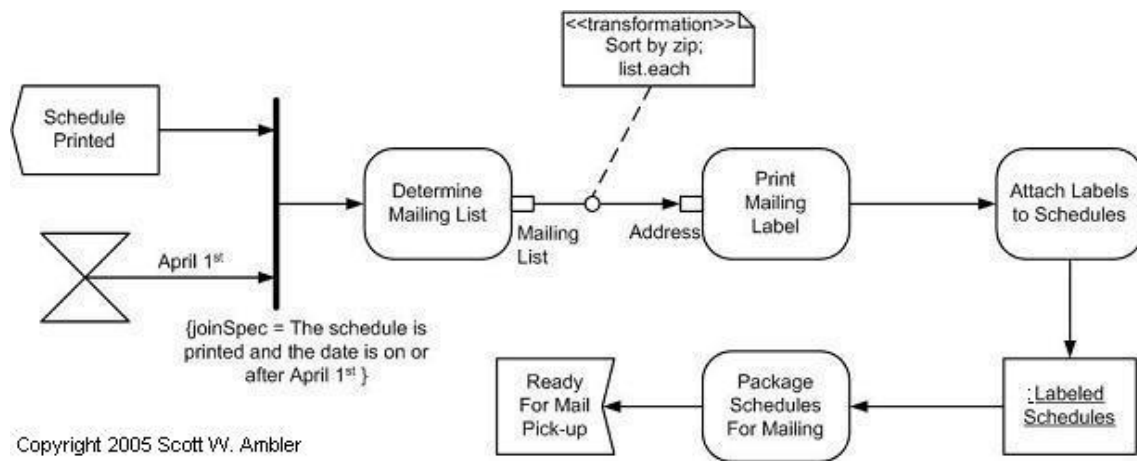 <<transformation>>
Sort by zip;
list.each
Schedule
Printed
Determine
Mailing List
Print
Mailing
Label
Attach Labels
to Schedules
Mailing
List
Address
April 1st
{joinSpec = The schedule is
printed and the date is on or
after April 1st }
Ready
For Mail
Pick-up
Package
Schedules
For Mailing
:Labeled
Schedules
Copyright 2005 Scott W. Ambler